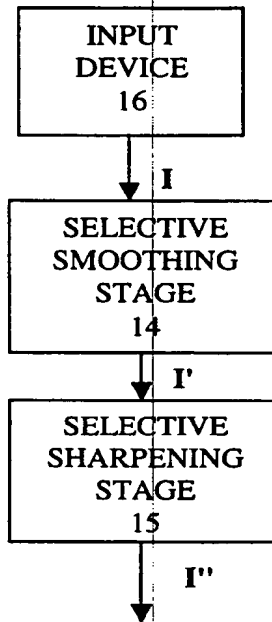 INPUT
DEVICE
16
I
SELECTIVE
SMOOTHING
STAGE
14
I'
SELECTIVE
SHARPENING
STAGE
15
I"